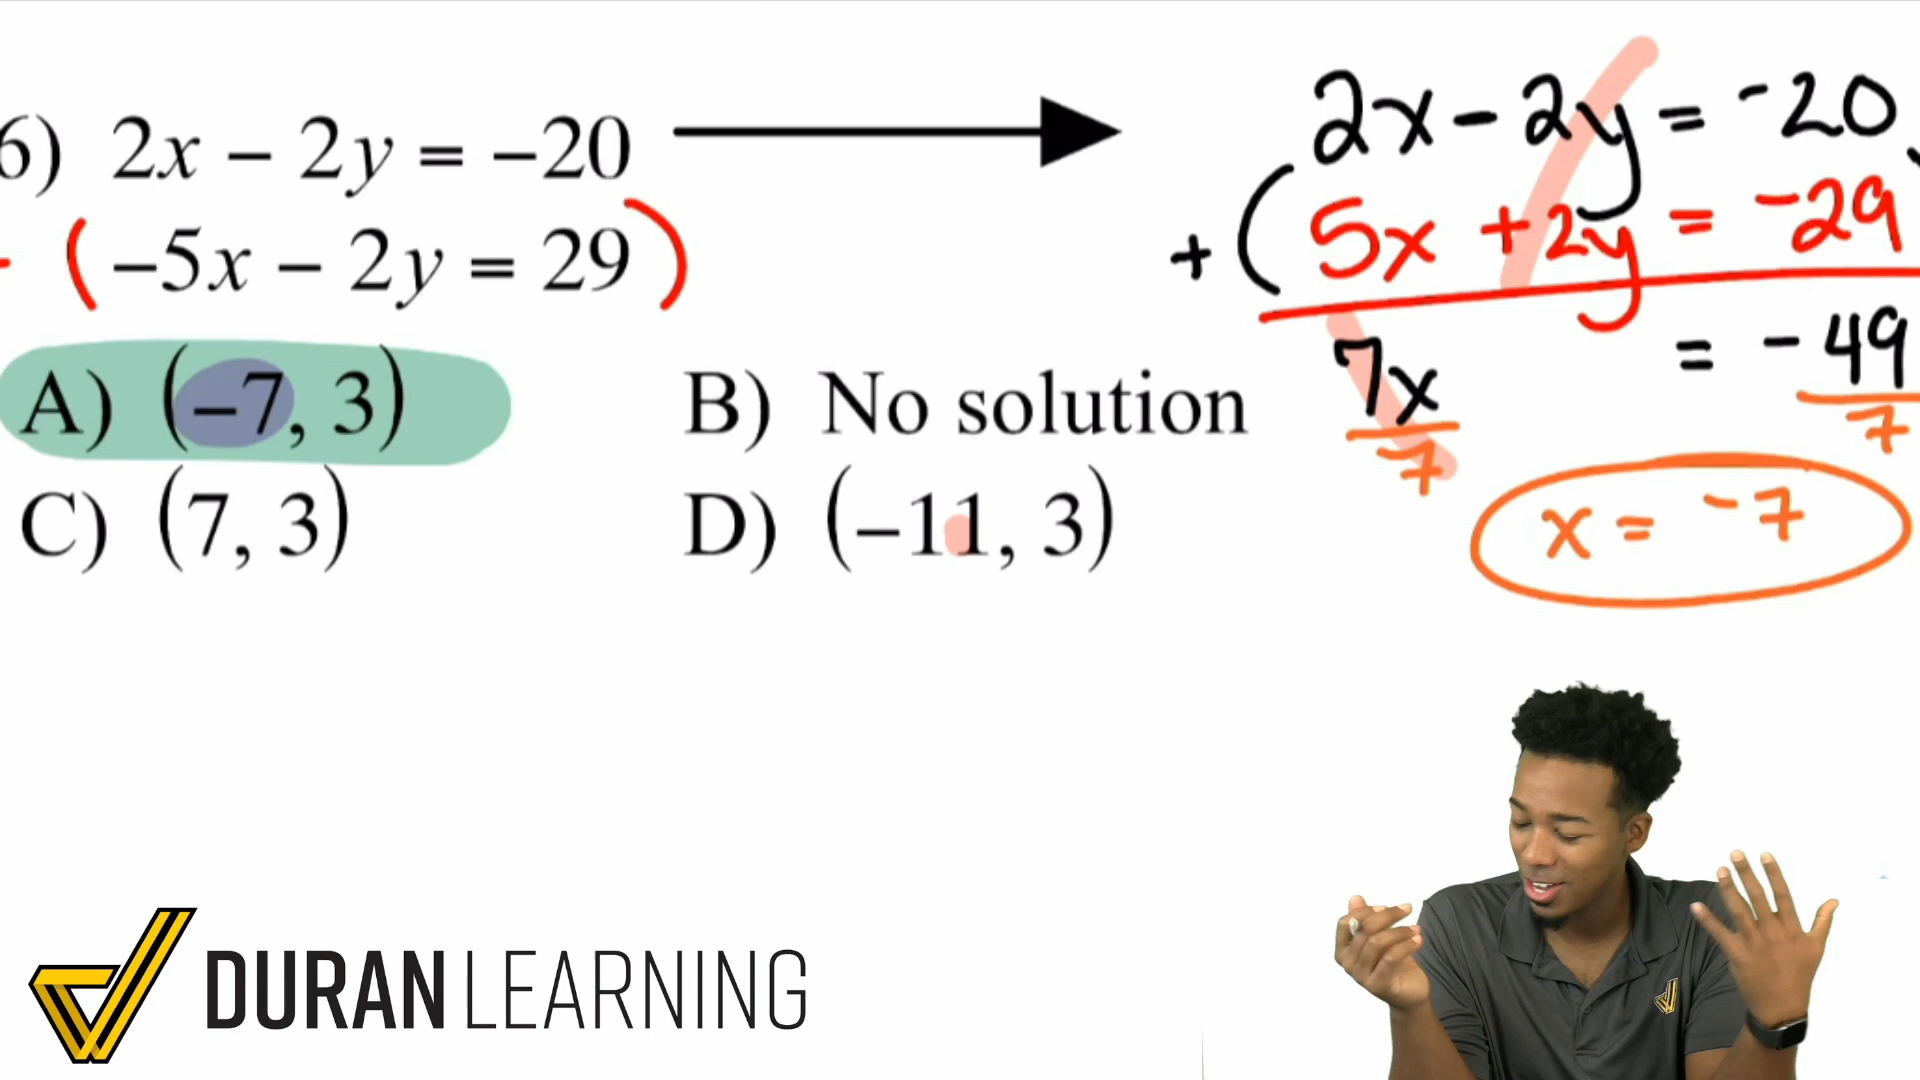 6) 2x − 2y = −20
- (−5x − 2y = 29)
A) (−7, 3)
B) No solution
C) (7, 3)
D) (−11, 3)
2x - 2y = -20
+ (5x + 2y = -29
7x = -49
7 7
x = -7
DURAN LEARNING